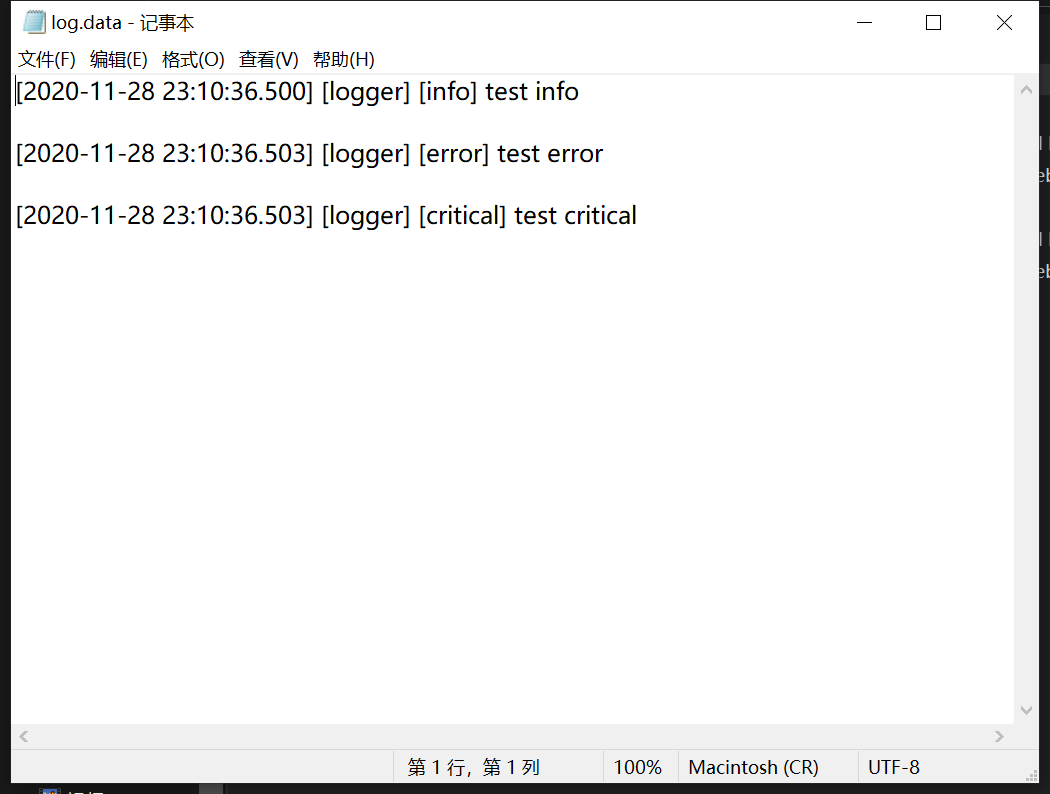 log.data - 记事本
文件(F) 编辑(E) 格式(O) 查看(V) 帮助(H)
[2020-11-28 23:10:36.500] [logger] [info] test info
[2020-11-28 23:10:36.503] [logger] [error] test error
[2020-11-28 23:10:36.503] [logger] [critical] test critical
第 1 行，第 1 列 100% Macintosh (CR) UTF-8